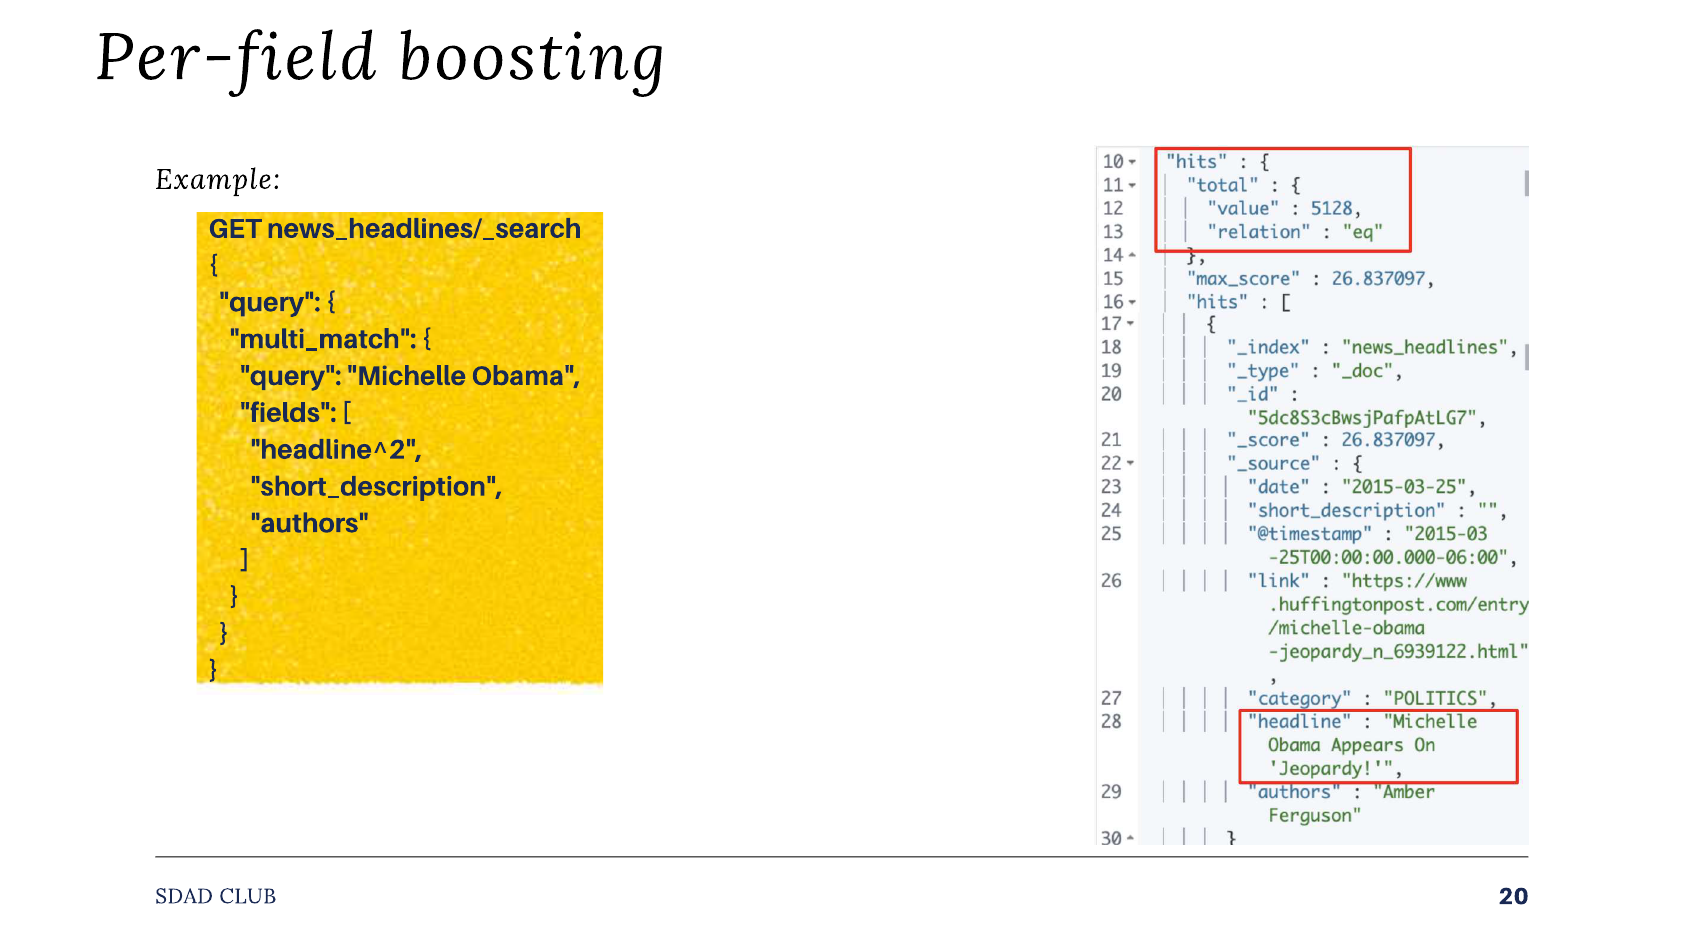 Per-field boosting
Example:
GET news_headlines/_search
{
"query": {
"multi_match": {
"query": "Michelle Obama",
"fields": [
"headline^2",
"short_description",
"authors"
]
}
}
}
10 "hits" : {
11 "total" : {
12 "value" : 5128,
13 "relation" : "eq"
14 },
15 "max_score" : 26.837097,
16 "hits" : [
17 {
18 "_index" : "news_headlines",
19 "_type" : "_doc",
20 "_id" :
"5dc8S3cBwsjPafpAtLG7",
21 "_score" : 26.837097,
22 "_source" : {
23 "date" : "2015-03-25",
24 "short_description" : "",
25 "@timestamp" : "2015-03
-25T00:00:00.000-06:00",
26 "link" : "https://www
.huffingtonpost.com/entry
/michelle-obama
-jeopardy_n_6939122.html"
,
27 "category" : "POLITICS",
28 "headline" : "Michelle
Obama Appears On
'Jeopardy!'",
29 "authors" : "Amber
Ferguson"
30 }
SDAD CLUB
20